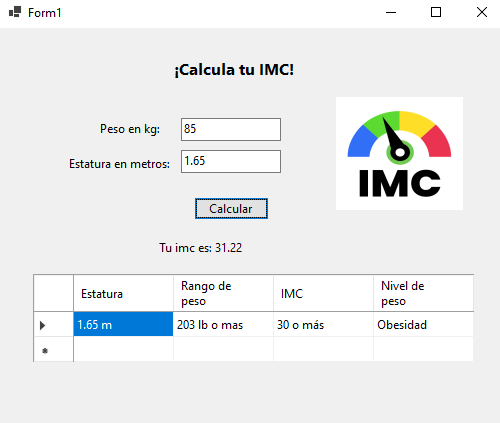 Form1
¡Calcula tu IMC!
Peso en kg: 85
Estatura en metros: 1.65
IMC
Calcular
Tu imc es: 31.22
Estatura Rango de peso IMC Nivel de peso
1.65 m 203 lb o mas 30 o más Obesidad